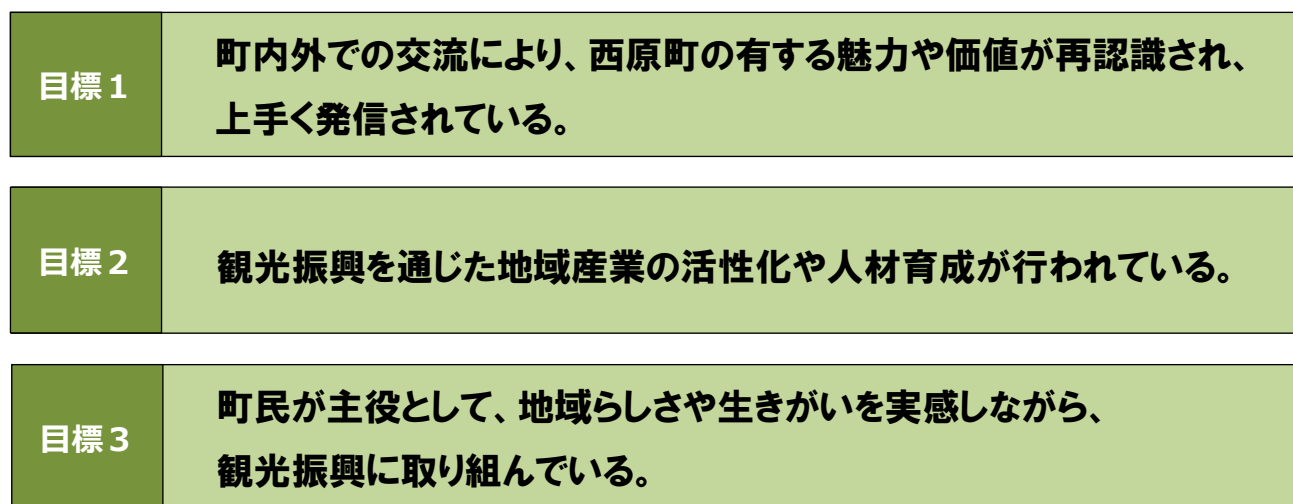 目標１
町内外での交流により、西原町の有する魅力や価値が再認識され、
上手く発信されている。
目標２
観光振興を通じた地域産業の活性化や人材育成が行われている。
目標３
町民が主役として、地域らしさや生きがいを実感しながら、
観光振興に取り組んでいる。